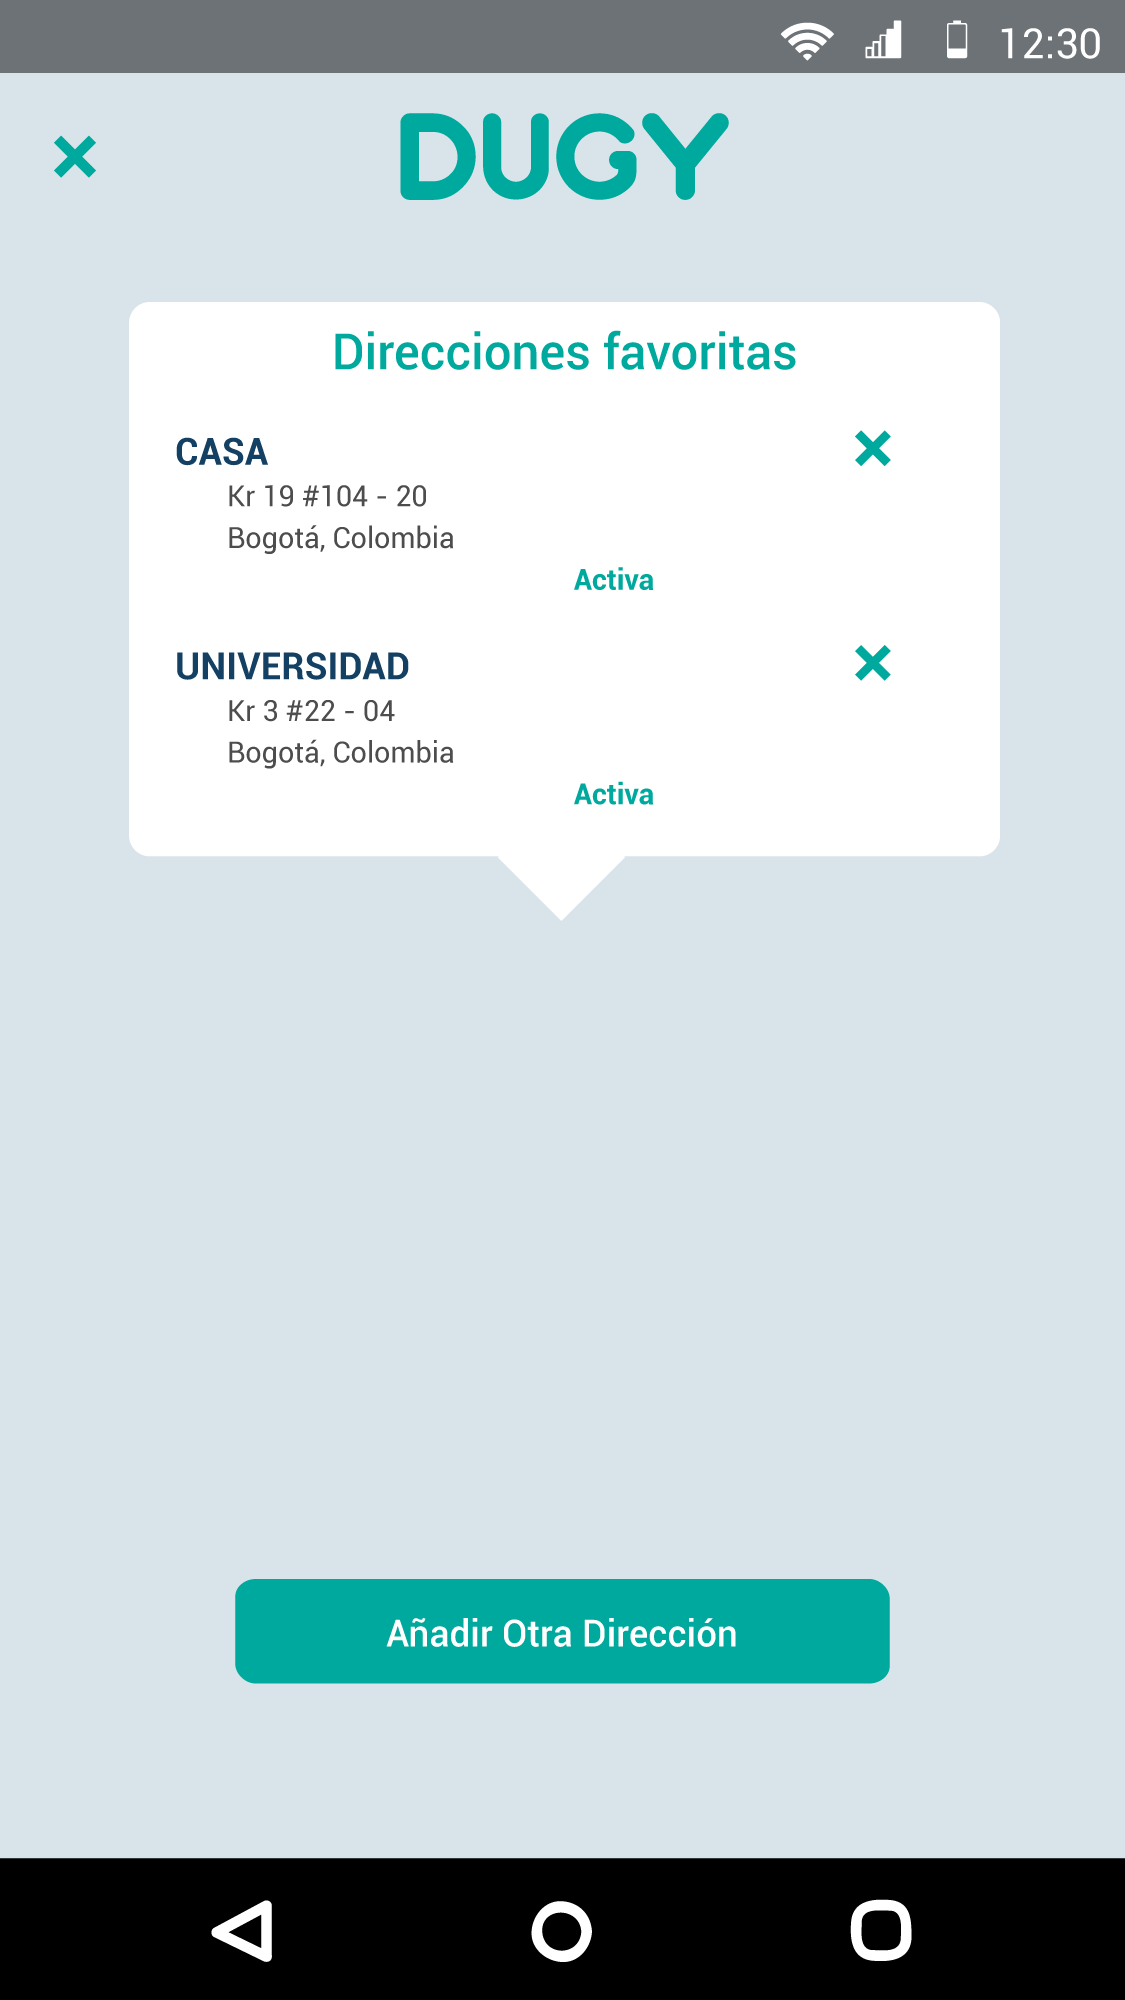 12:30
DUGY
Direcciones favoritas
CASA
Kr 19 #104 - 20
Bogotá, Colombia
Activa
UNIVERSIDAD
Kr 3 #22 - 04
Bogotá, Colombia
Activa
Añadir Otra Dirección